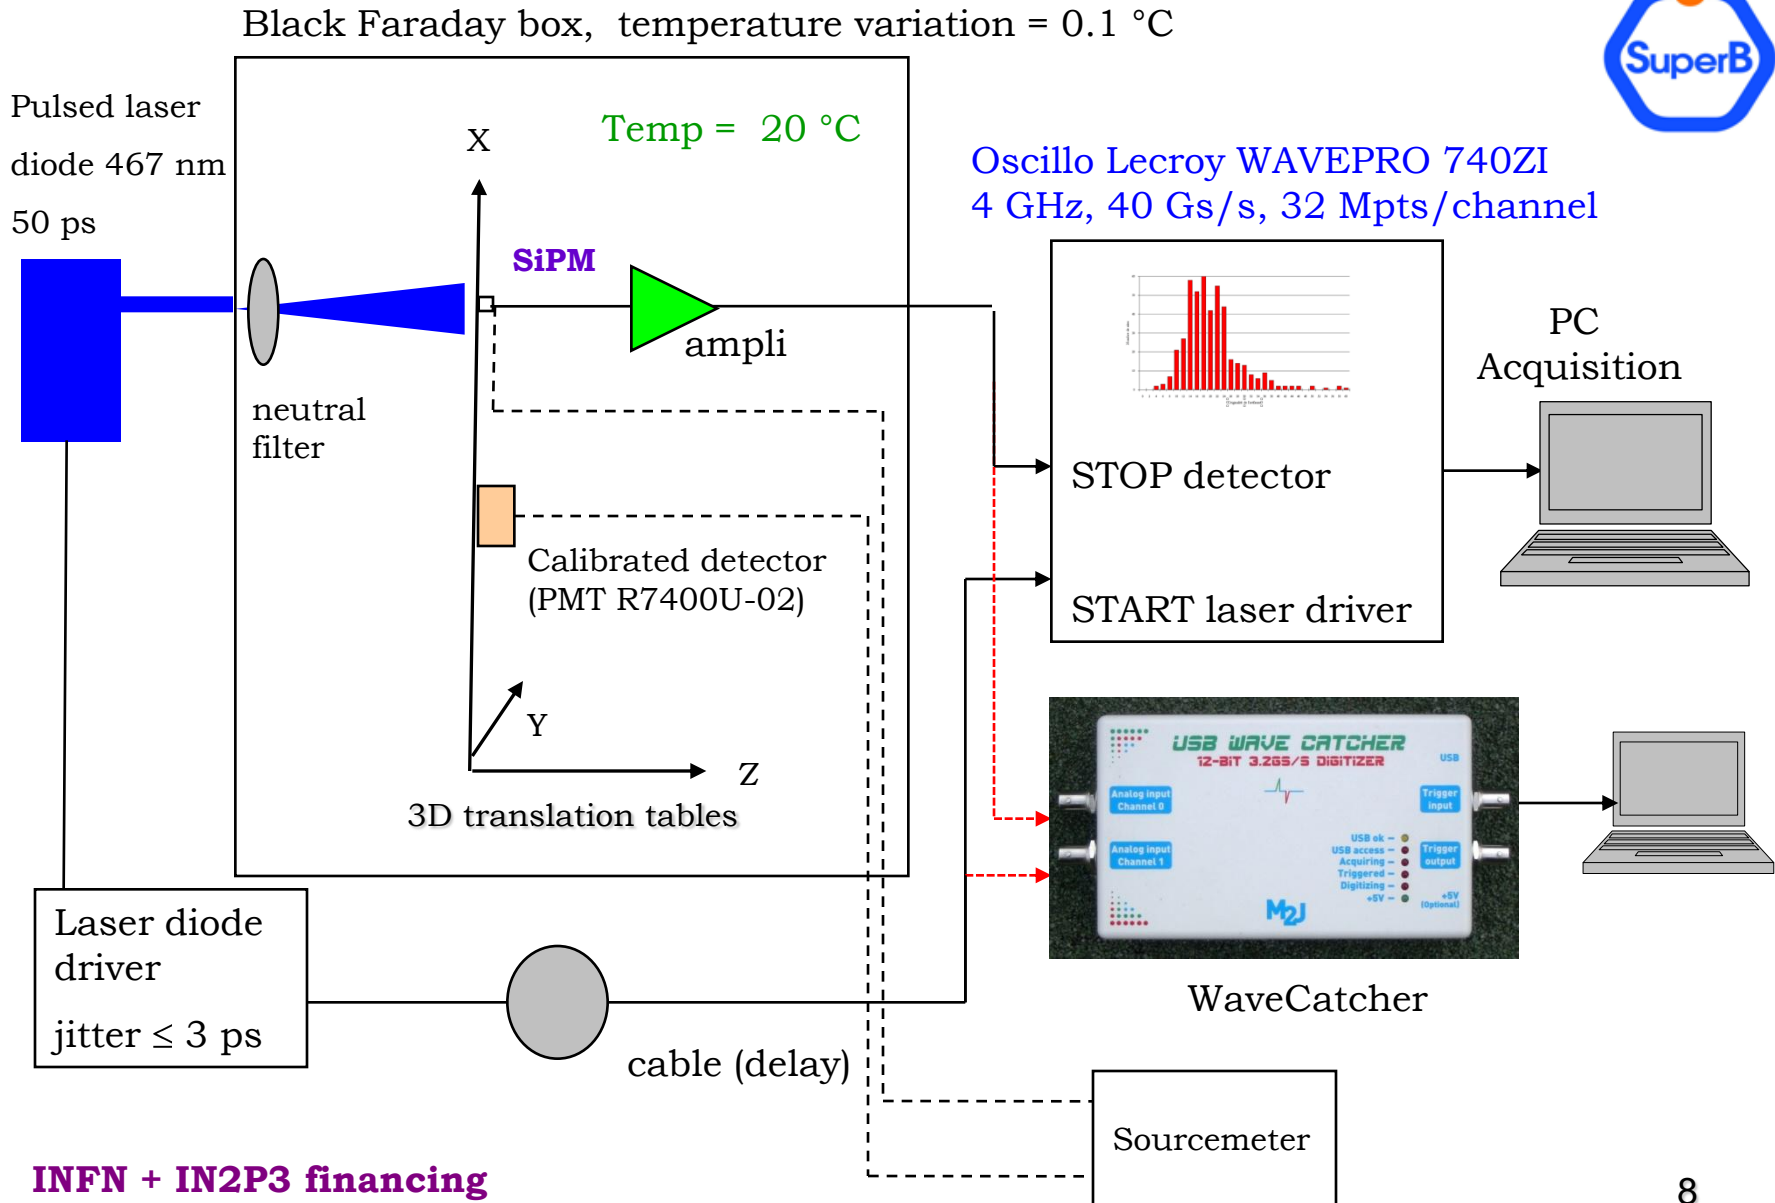 Black Faraday box, temperature variation = 0.1 °C
SuperB
Pulsed laser
diode 467 nm
50 ps
X
Temp = 20 °C
Oscillo Lecroy WAVEPRO 740ZI
4 GHz, 40 Gs/s, 32 Mpts/channel
SiPM
ampli
neutral
filter
PC
Acquisition
STOP detector
START laser driver
Calibrated detector
(PMT R7400U-02)
Y
Z
3D translation tables
USB WAVE CATCHER
12-BIT 3.2GS/S DIGITIZER
USB
Analog input
Channel 0
Trigger
input
Analog input
Channel 1
USB ok
USB access
Acquiring
Triggered
Digitizing
+5V
Trigger
output
+5V
(Optional)
M2J
WaveCatcher
Laser diode
driver
jitter ≤ 3 ps
cable (delay)
Sourcemeter
INFN + IN2P3 financing
8